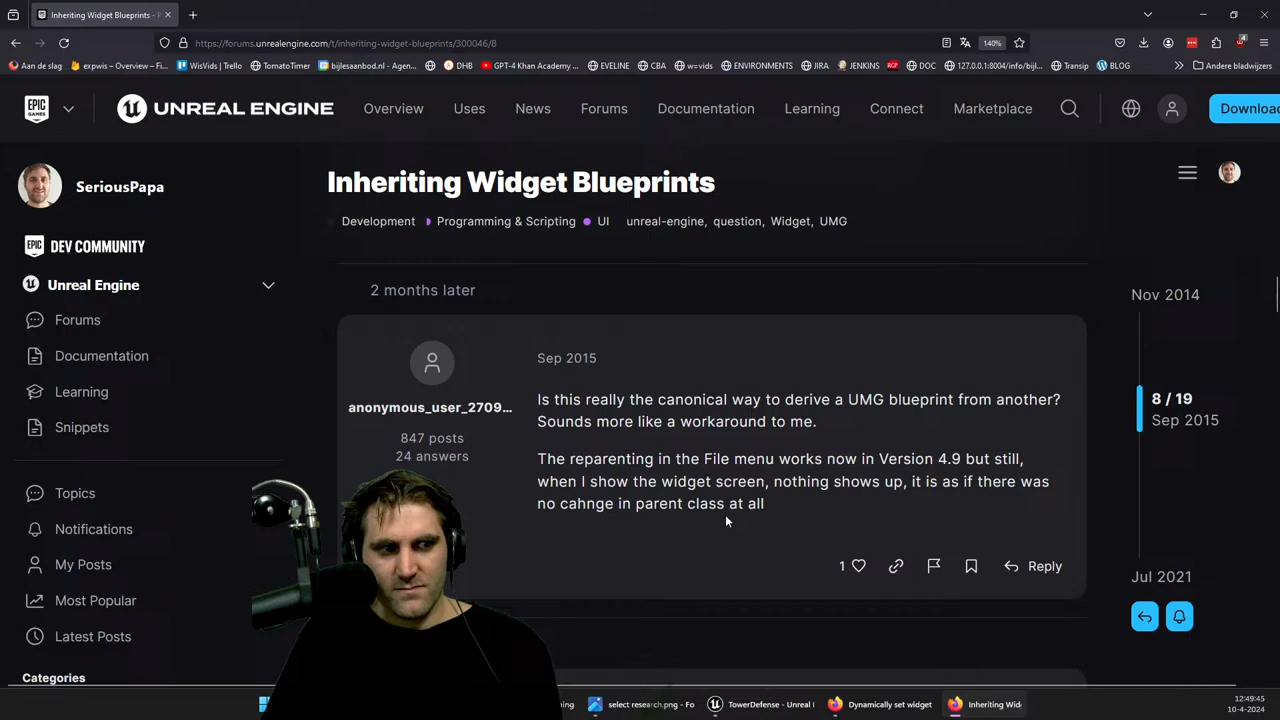 Inheriting Widget Blueprints - P
https://forums.unrealengine.com/t/inheriting-widget-blueprints/300046/8
140%
4
Aan de slag
expwis – Overview – Fi...
WisVids | Trello
TomatoTimer
bijlesaanbod.nl - Agen...
DHB
GPT-4 Khan Academy ...
EVELINE
CBA
w=vids
ENVIRONMENTS
JIRA
JENKINS
DOC
127.0.0.1:8004/info/bijl...
Transip
BLOG
Andere bladwijzers
EPIC GAMES
UNREAL ENGINE
Overview
Uses
News
Forums
Documentation
Learning
Connect
Marketplace
Download
SeriousPapa
EPIC
DEV COMMUNITY
Unreal Engine
Forums
Documentation
Learning
Snippets
Topics
Notifications
My Posts
Most Popular
Latest Posts
Categories
Inheriting Widget Blueprints
Development
Programming & Scripting
UI
unreal-engine, question, Widget, UMG
2 months later
anonymous_user_2709...
847 posts
24 answers
Sep 2015
Is this really the canonical way to derive a UMG blueprint from another?
Sounds more like a workaround to me.
The reparenting in the File menu works now in Version 4.9 but still,
when I show the widget screen, nothing shows up, it is as if there was
no cahnge in parent class at all
1
Reply
Nov 2014
8 / 19
Sep 2015
Jul 2021
select research.png - Fo
TowerDefense - Unreal I
Dynamically set widget
Inheriting Wid
12:49:45
10-4-2024